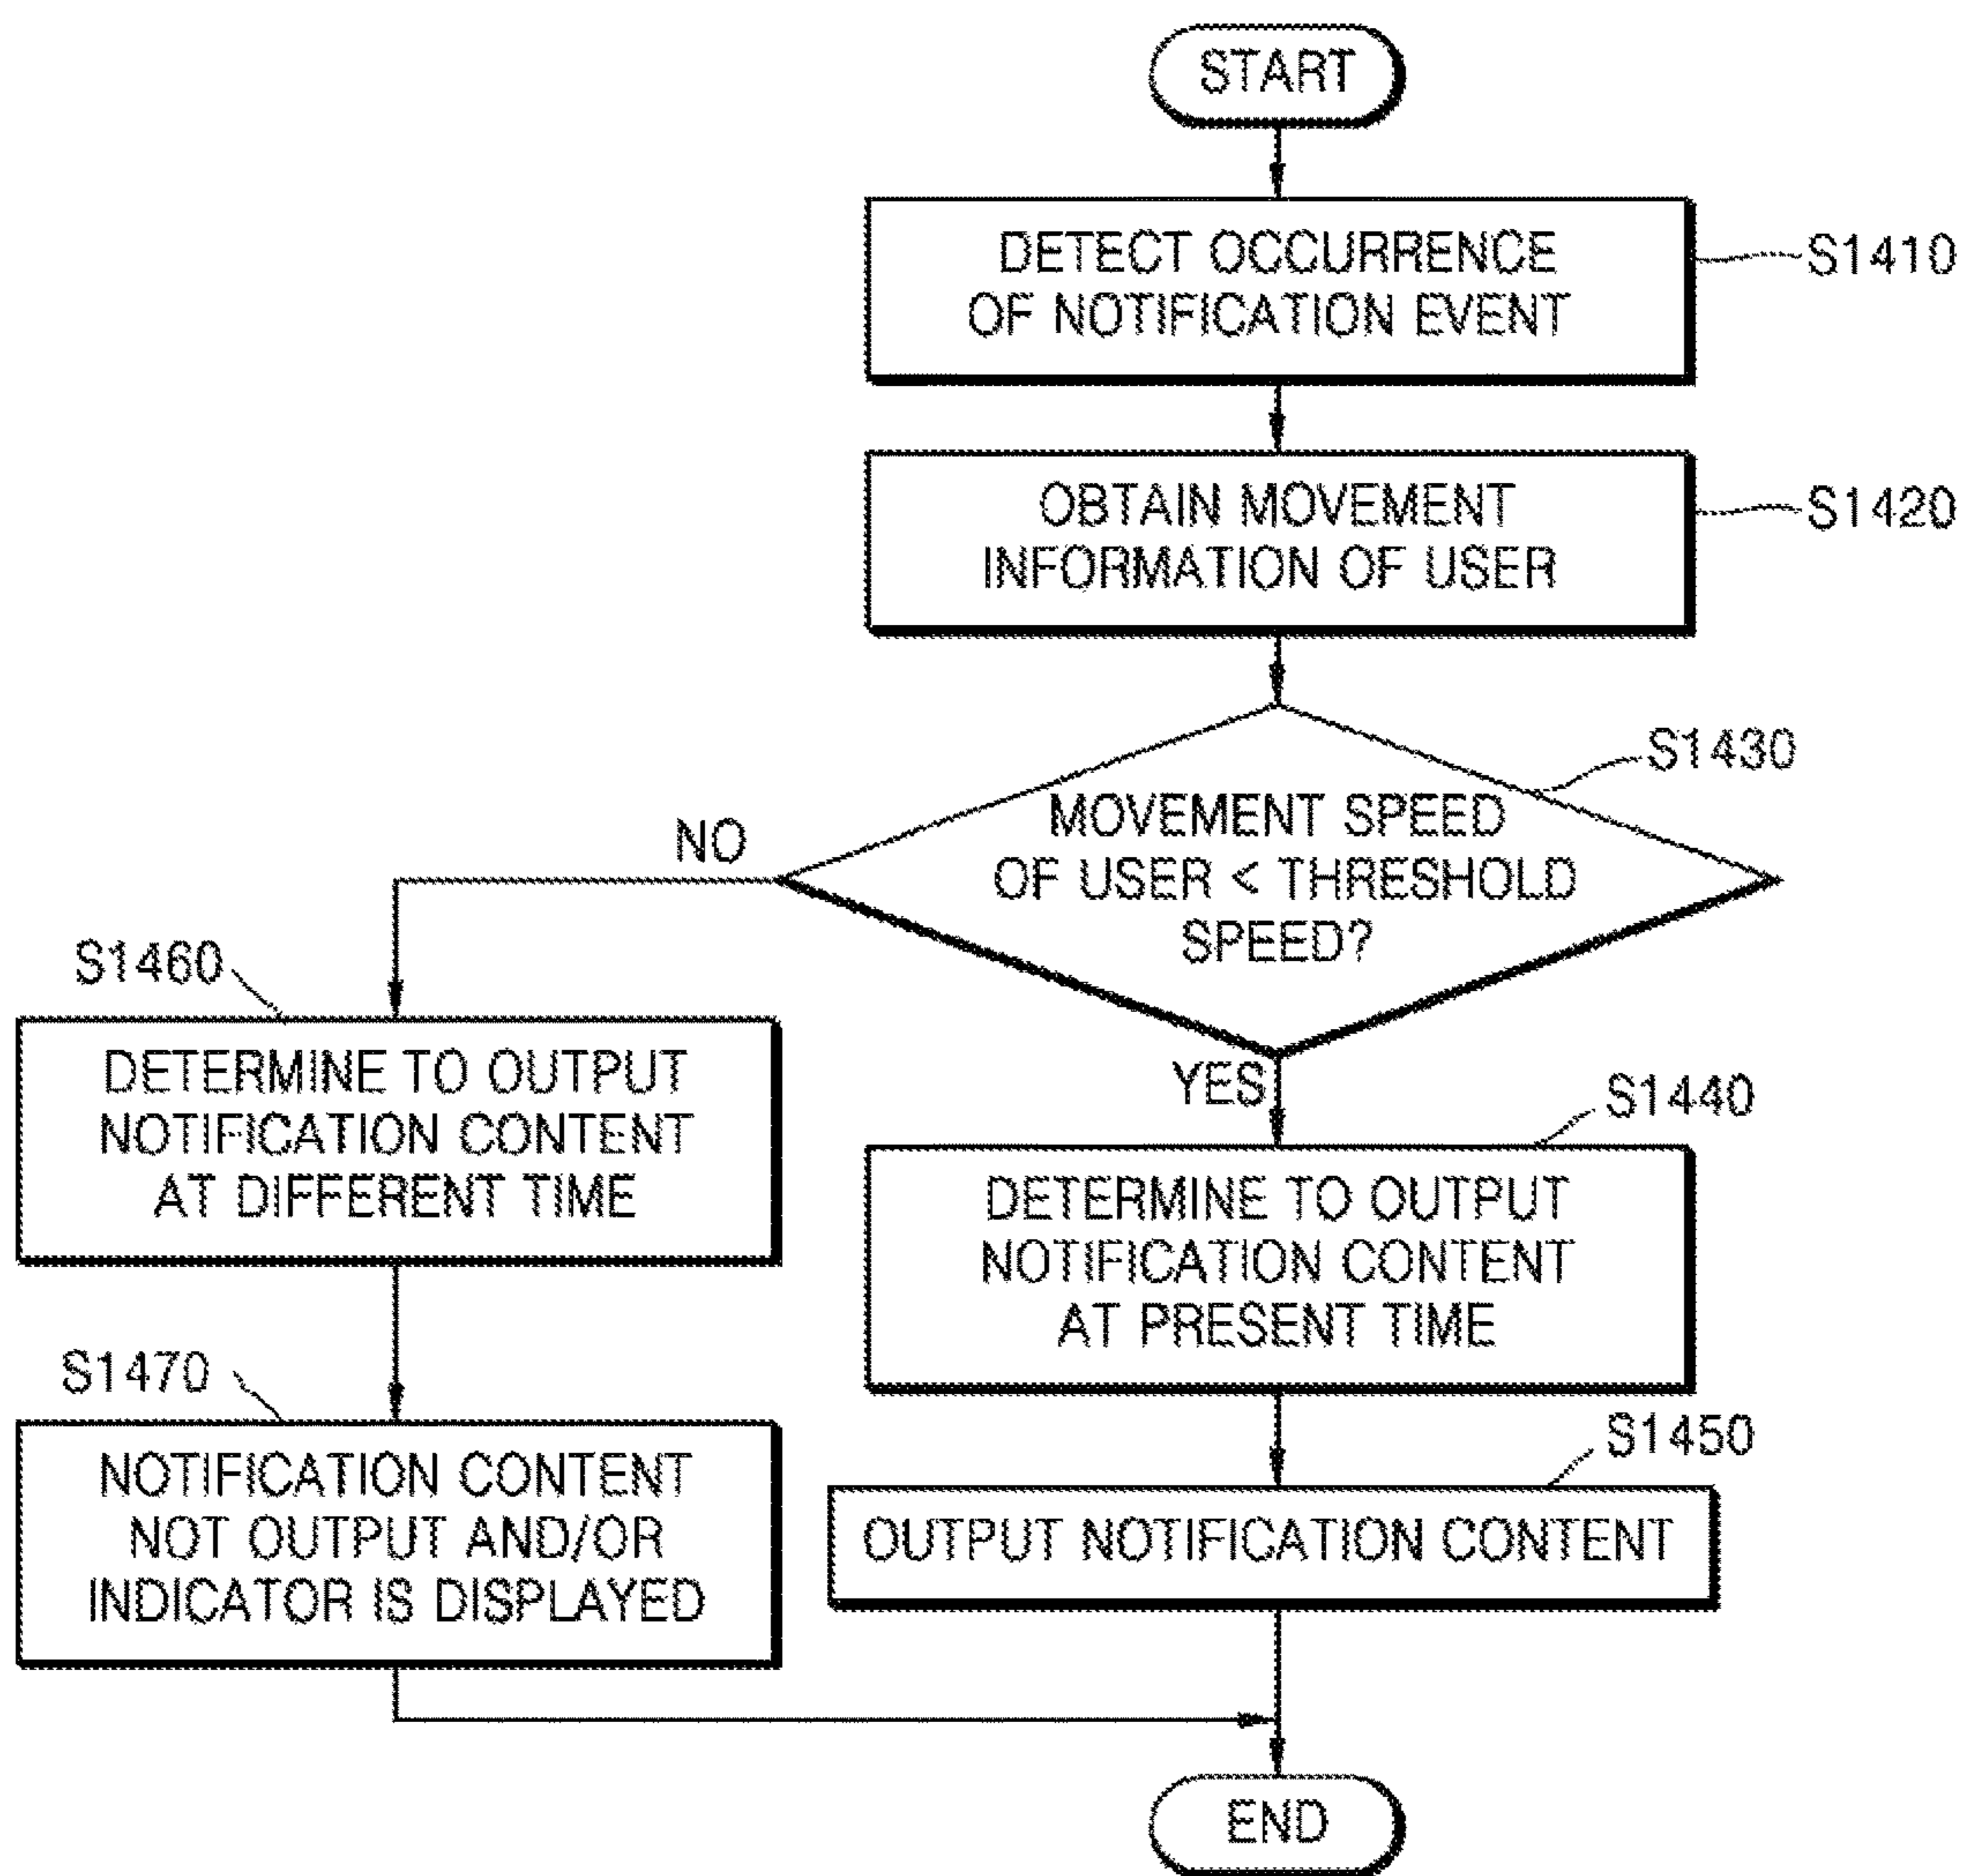 START
DETECT OCCURRENCE
OF NOTIFICATION EVENT
S1410
OBTAIN MOVEMENT
INFORMATION OF USER
S1420
S1430
MOVEMENT SPEED
OF USER < THRESHOLD
SPEED?
NO
YES
S1460
DETERMINE TO OUTPUT
NOTIFICATION CONTENT
AT DIFFERENT TIME
S1440
DETERMINE TO OUTPUT
NOTIFICATION CONTENT
AT PRESENT TIME
S1470
NOTIFICATION CONTENT
NOT OUTPUT AND/OR
INDICATOR IS DISPLAYED
S1450
OUTPUT NOTIFICATION CONTENT
END